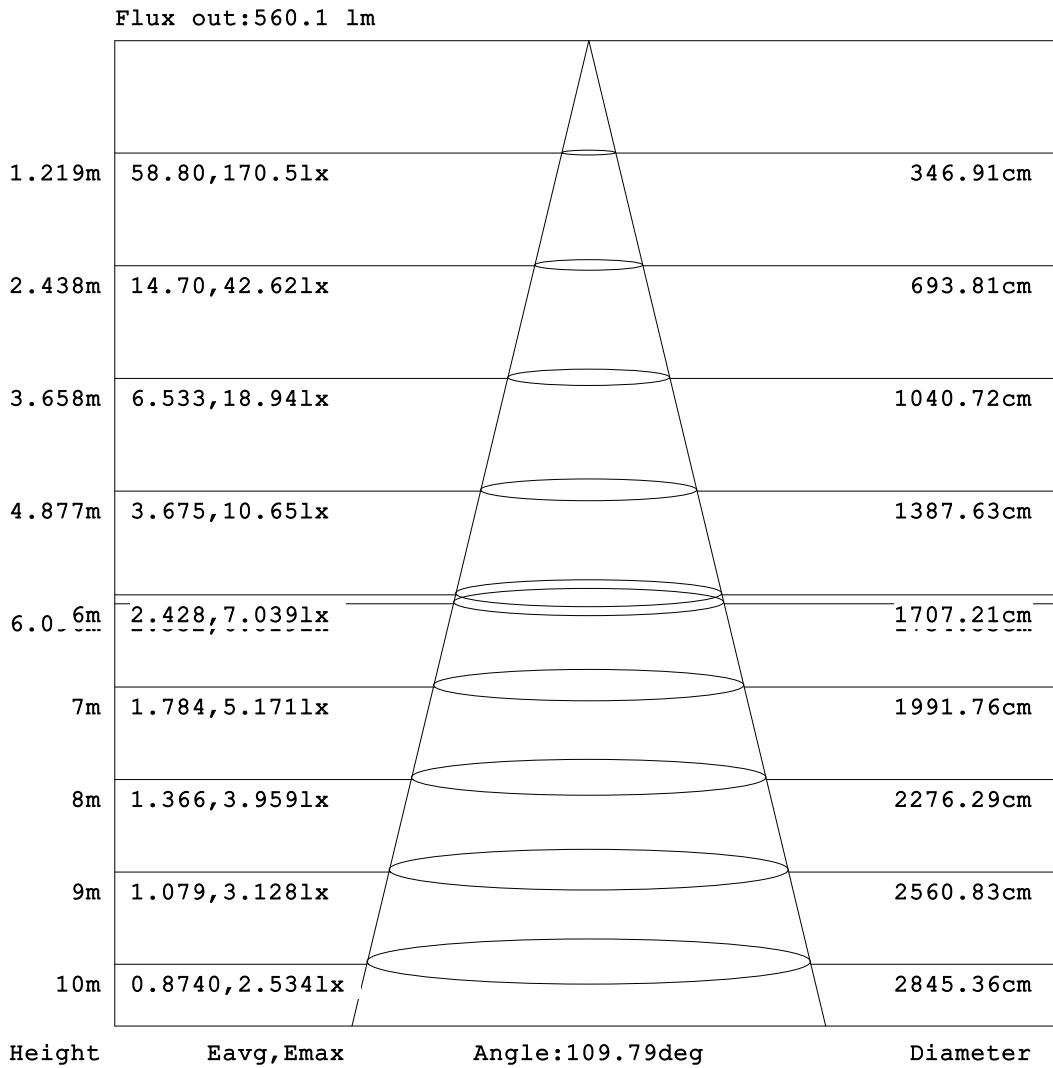 Flux out:560.1 lm
1.219m 58.80,170.5lx 346.91cm
2.438m 14.70,42.62lx 693.81cm
3.658m 6.533,18.94lx 1040.72cm
4.877m 3.675,10.65lx 1387.63cm
6m 2.428,7.039lx 1707.21cm
7m 1.784,5.171lx 1991.76cm
8m 1.366,3.959lx 2276.29cm
9m 1.079,3.128lx 2560.83cm
10m 0.8740,2.534lx 2845.36cm
Height Eavg,Emax Angle:109.79deg Diameter